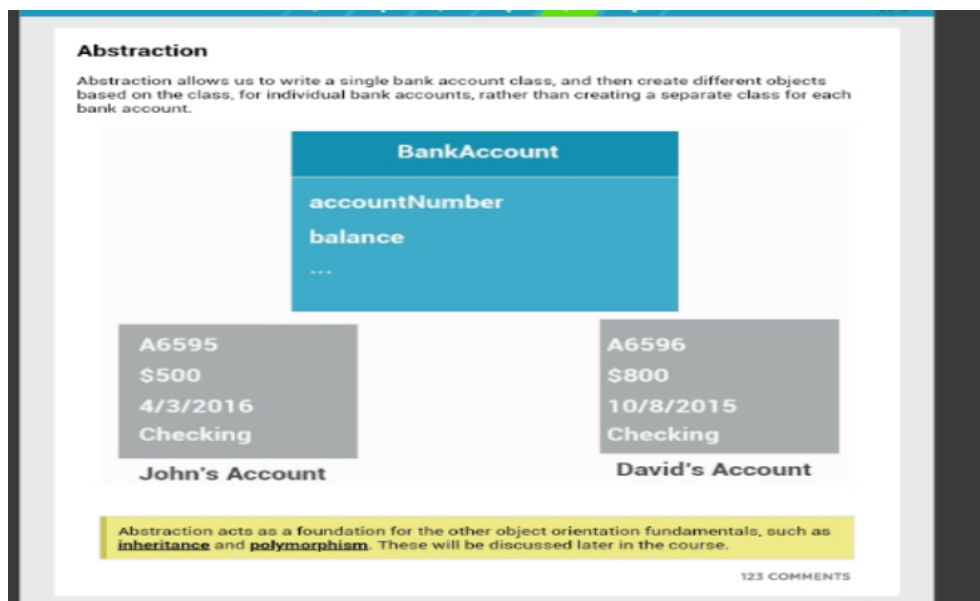 Abstraction
Abstraction allows us to write a single bank account class, and then create different objects
based on the class, for individual bank accounts, rather than creating a separate class for each
bank account.
BankAccount
accountNumber
balance
...
A6595
$500
4/3/2016
Checking
John's Account
A6596
$800
10/8/2015
Checking
David's Account
Abstraction acts as a foundation for the other object orientation fundamentals, such as
inheritance and polymorphism. These will be discussed later in the course.
123 COMMENTS